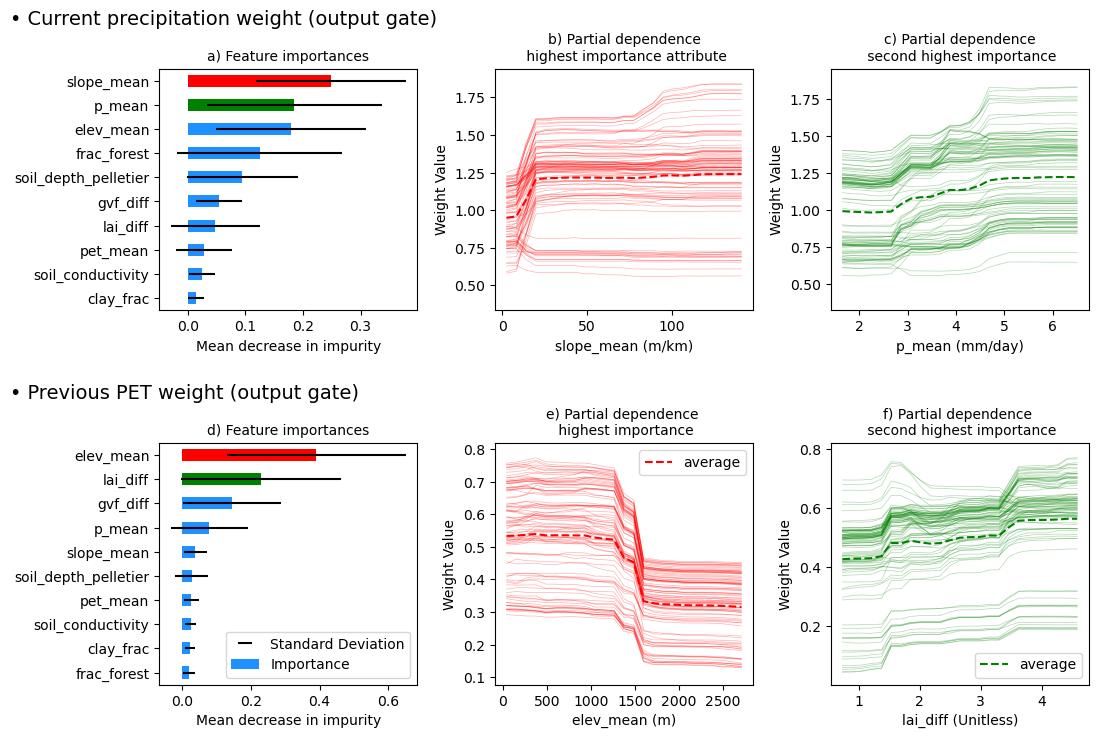 • Current precipitation weight (output gate)
a) Feature importances
slope_mean
p_mean
elev_mean
frac_forest
soil_depth_pelletier
gvf_diff
lai_diff
pet_mean
soil_conductivity
clay_frac
0.0 0.1 0.2 0.3
Mean decrease in impurity
b) Partial dependence
highest importance attribute
Weight Value
1.75
1.50
1.25
1.00
0.75
0.50
0 50 100
slope_mean (m/km)
c) Partial dependence
second highest importance
Weight Value
1.75
1.50
1.25
1.00
0.75
0.50
2 3 4 5 6
p_mean (mm/day)
• Previous PET weight (output gate)
d) Feature importances
elev_mean
lai_diff
gvf_diff
p_mean
slope_mean
soil_depth_pelletier
pet_mean
soil_conductivity
clay_frac
frac_forest
Standard Deviation
Importance
0.0 0.2 0.4 0.6
Mean decrease in impurity
e) Partial dependence
highest importance
average
Weight Value
0.8
0.7
0.6
0.5
0.4
0.3
0.2
0.1
0 500 1000 1500 2000 2500
elev_mean (m)
f) Partial dependence
second highest importance
Weight Value
0.8
0.6
0.4
0.2
average
1 2 3 4
lai_diff (Unitless)